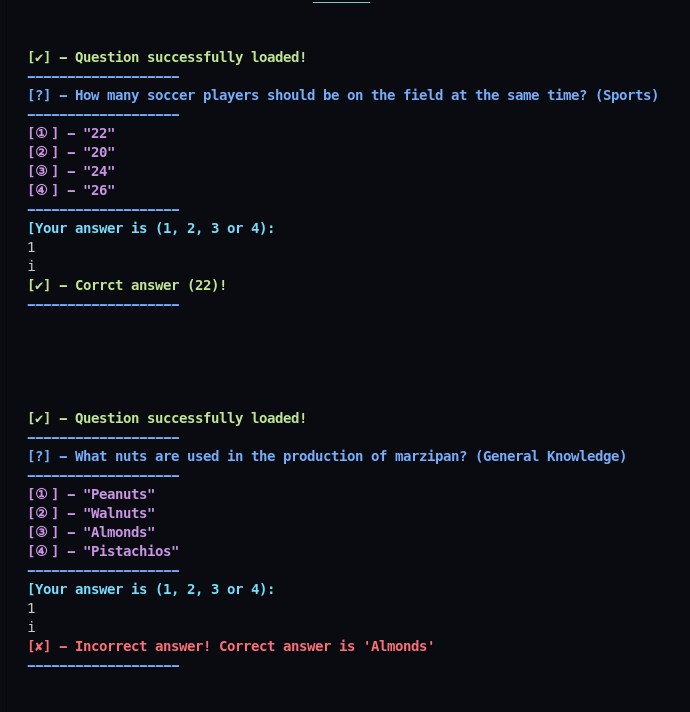 [✔] – Question successfully loaded!
–––––––––––––––––––
[?] – How many soccer players should be on the field at the same time? (Sports)
–––––––––––––––––––
[① ] – "22"
[② ] – "20"
[③ ] – "24"
[④ ] – "26"
–––––––––––––––––––
[Your answer is (1, 2, 3 or 4):
1
i
[✔] – Corrct answer (22)!
–––––––––––––––––––
[✔] – Question successfully loaded!
–––––––––––––––––––
[?] – What nuts are used in the production of marzipan? (General Knowledge)
–––––––––––––––––––
[① ] – "Peanuts"
[② ] – "Walnuts"
[③ ] – "Almonds"
[④ ] – "Pistachios"
–––––––––––––––––––
[Your answer is (1, 2, 3 or 4):
1
i
[✘] – Incorrect answer! Correct answer is 'Almonds'
–––––––––––––––––––